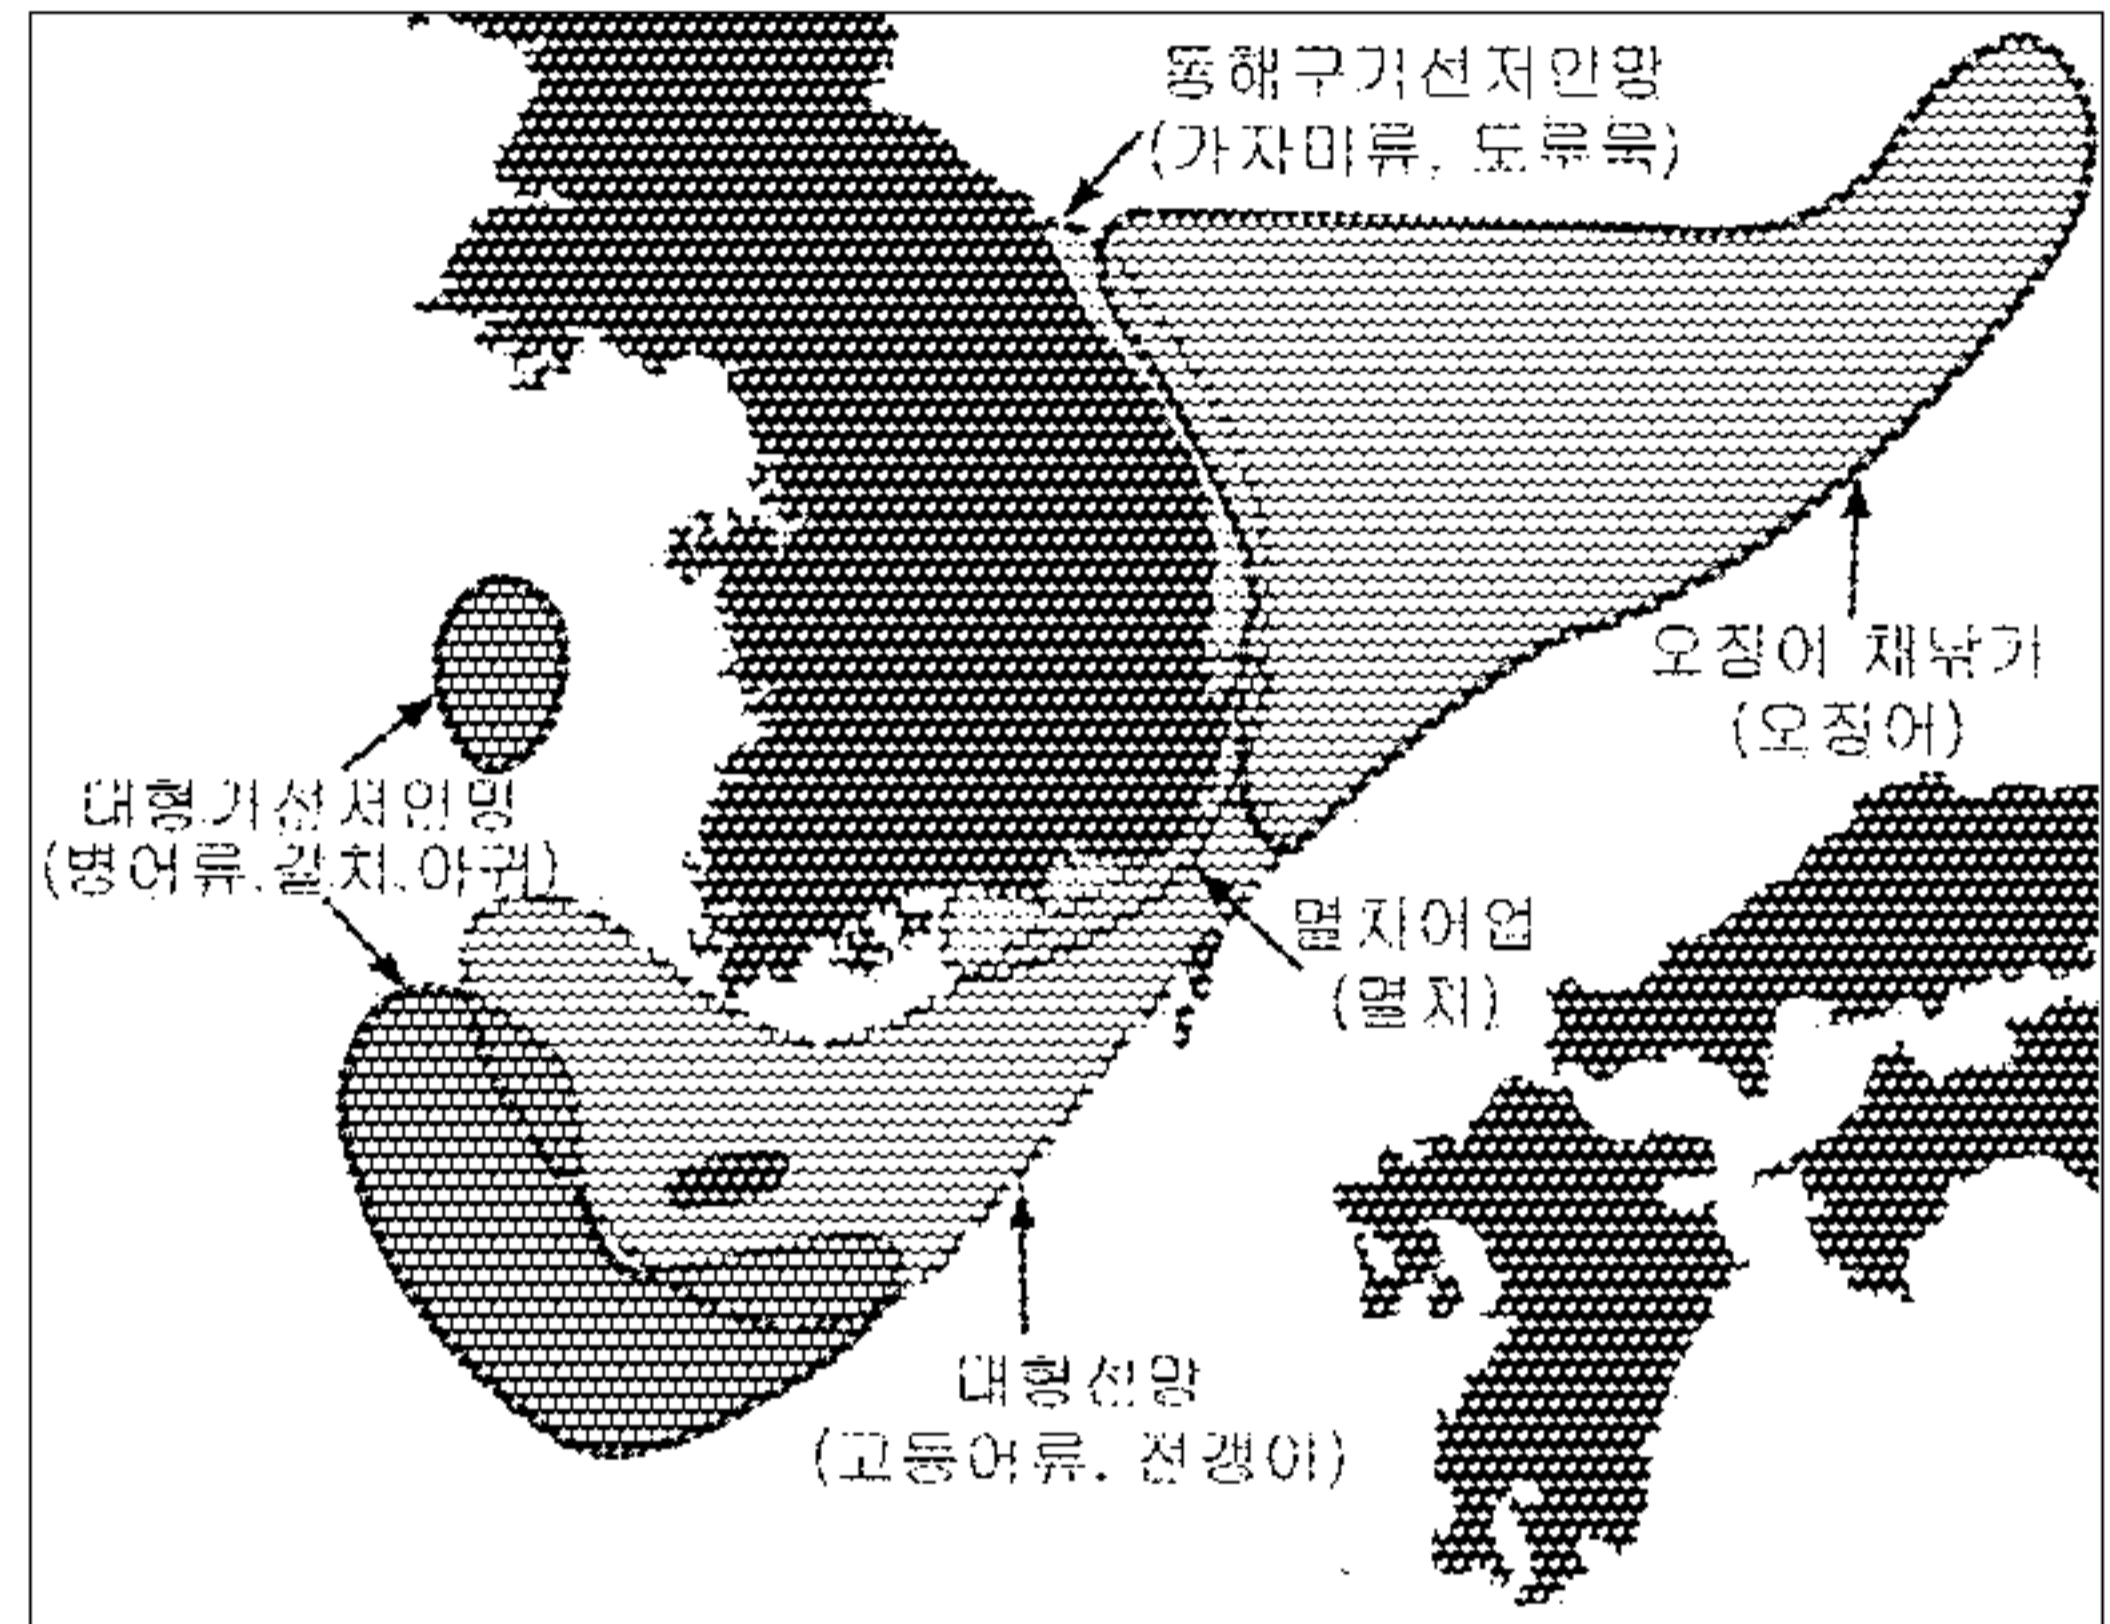 동해구기선저인망
(가자미류, 도루묵)
오징어 채낚기
(오징어)
대형기선저인망
(병어류.갈치.아귀)
멸치어업
(멸치)
대형선망
(고등어류. 전갱이)